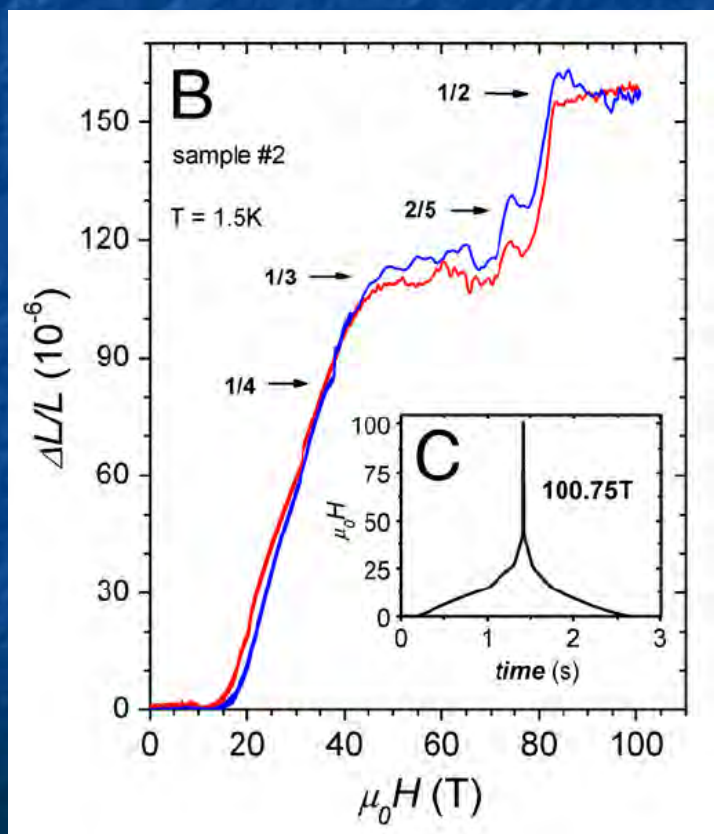 B
sample #2
T = 1.5K
1/2
2/5
1/3
1/4
150
120
90
60
30
0
ΔL/L (10⁻⁶)
0 20 40 60 80 100
μ₀H (T)
C
100.75T
100
75
50
25
0
μ₀H
0 1 2 3
time (s)